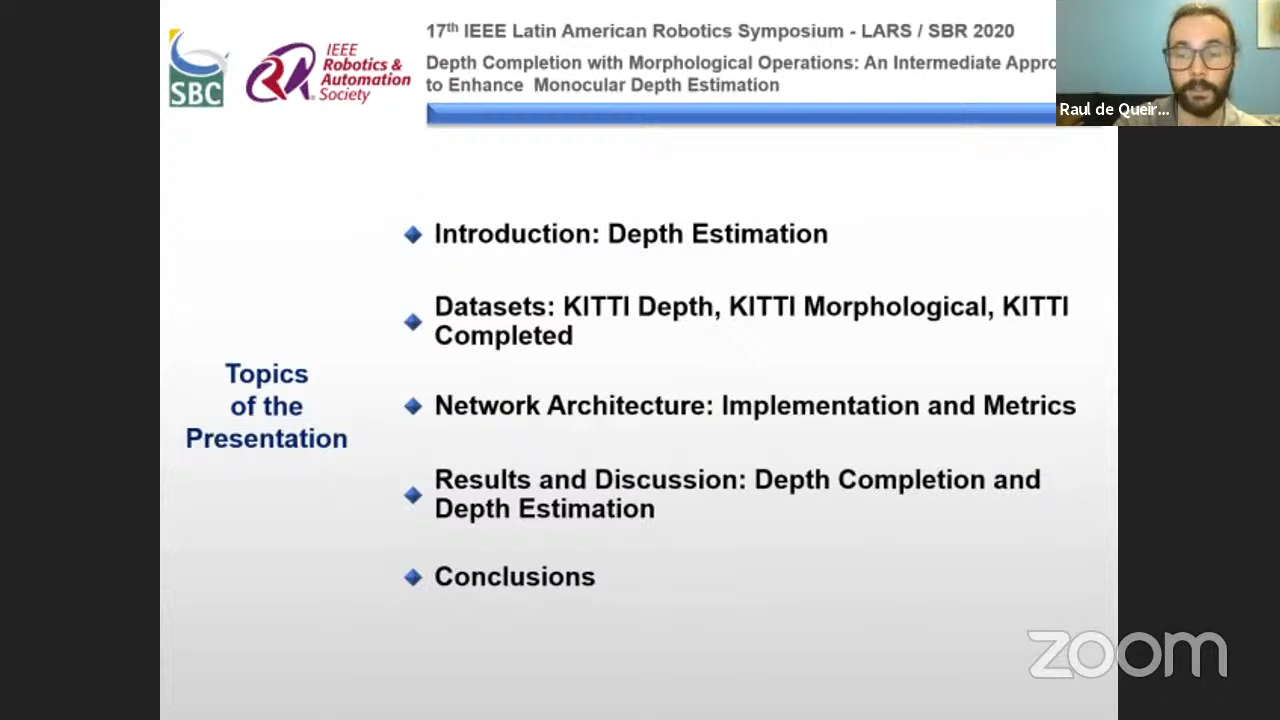 SBC
IEEE
Robotics &
Automation
Society
17th IEEE Latin American Robotics Symposium - LARS / SBR 2020
Depth Completion with Morphological Operations: An Intermediate Appro
to Enhance Monocular Depth Estimation
Raul de Queir...
Introduction: Depth Estimation
Datasets: KITTI Depth, KITTI Morphological, KITTI
Completed
Topics
of the
Presentation
Network Architecture: Implementation and Metrics
Results and Discussion: Depth Completion and
Depth Estimation
Conclusions
zoom